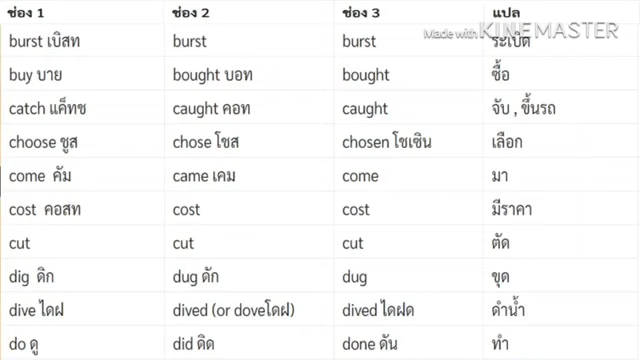 ช่อง 1 ช่อง 2 ช่อง 3 แปล
Made with KINEMASTER
burst เบิสท burst burst ระเบิด
buy บาย bought บอท bought ซื้อ
catch แค็ทช caught คอท caught จับ , ขึ้นรถ
choose ชูส chose โชส chosen โชเซิน เลือก
come คัม came เคม come มา
cost คอสท cost cost มีราคา
cut cut cut ตัด
dig ดิก dug ดัก dug ขุด
dive ไดฝ dived (or doveโดฝ) dived ไดฝด ดำน้ำ
do ดู did ดิด done ดัน ทำ